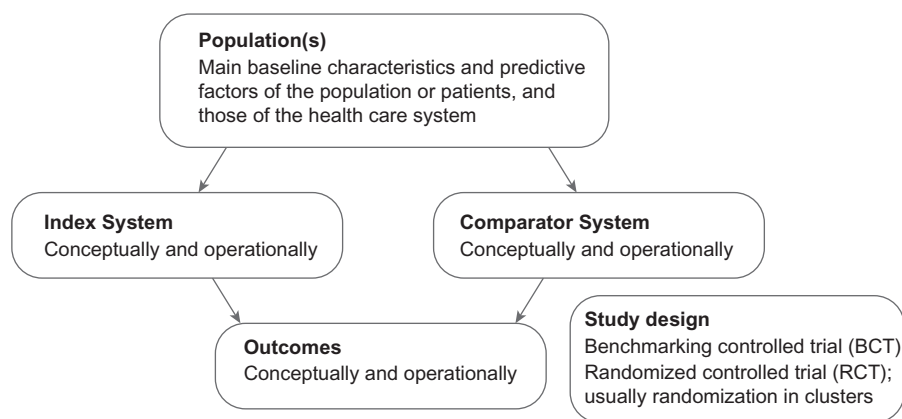 Population(s)
Main baseline characteristics and predictive
factors of the population or patients, and
those of the health care system
Index System
Conceptually and operationally
Comparator System
Conceptually and operationally
Outcomes
Conceptually and operationally
Study design
Benchmarking controlled trial (BCT)
Randomized controlled trial (RCT);
usually randomization in clusters